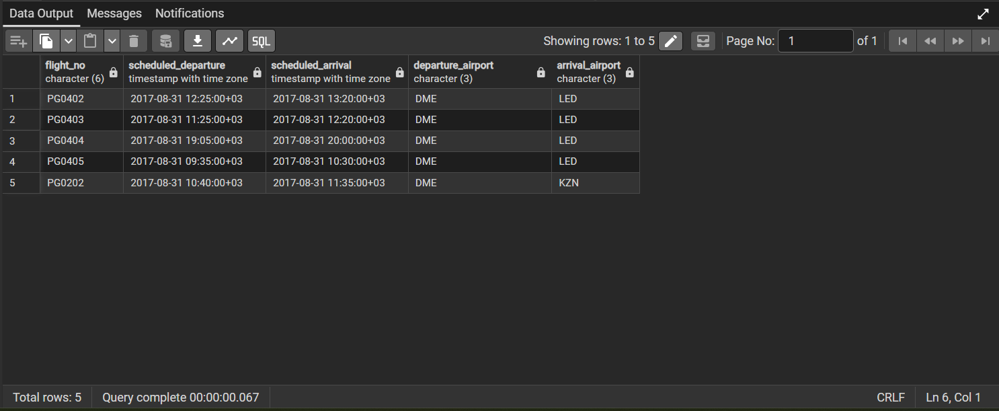 Data Output Messages Notifications
SQL Showing rows: 1 to 5 Page No: 1 of 1
flight_no scheduled_departure scheduled_arrival departure_airport arrival_airport
character (6) timestamp with time zone timestamp with time zone character (3) character (3)
1 PG0402 2017-08-31 12:25:00+03 2017-08-31 13:20:00+03 DME LED
2 PG0403 2017-08-31 11:25:00+03 2017-08-31 12:20:00+03 DME LED
3 PG0404 2017-08-31 19:05:00+03 2017-08-31 20:00:00+03 DME LED
4 PG0405 2017-08-31 09:35:00+03 2017-08-31 10:30:00+03 DME LED
5 PG0202 2017-08-31 10:40:00+03 2017-08-31 11:35:00+03 DME KZN
Total rows: 5 Query complete 00:00:00.067 CRLF Ln 6, Col 1